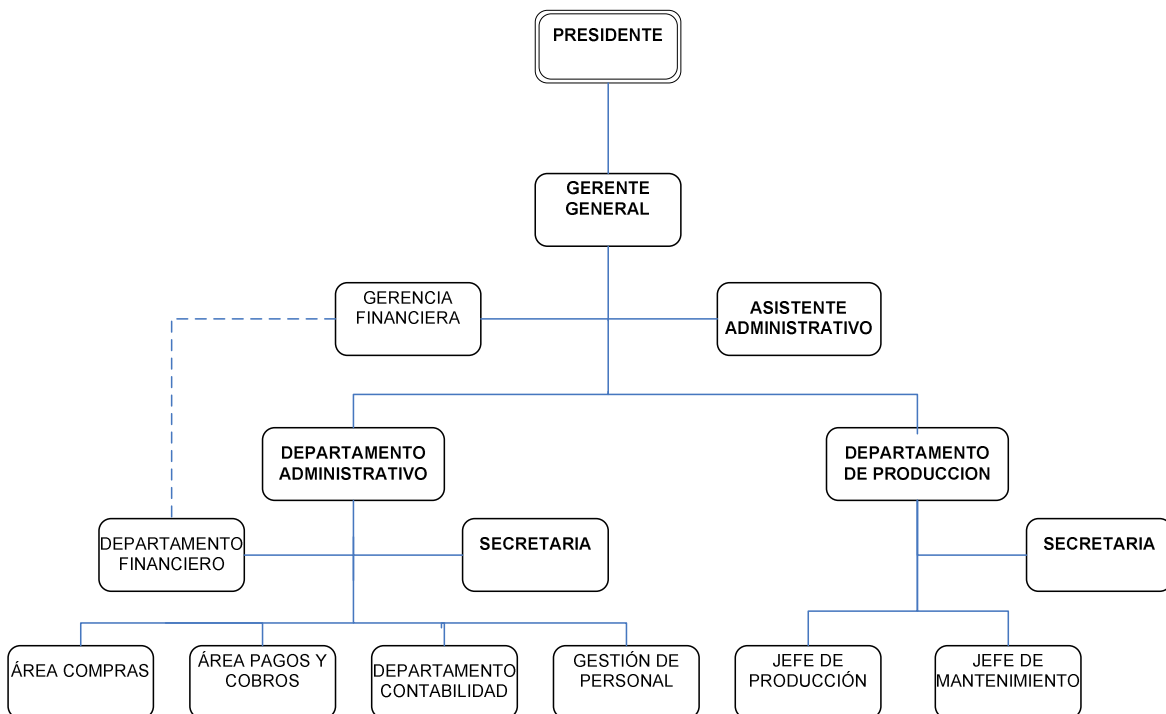 PRESIDENTE
GERENTE
GENERAL
GERENCIA
FINANCIERA
ASISTENTE
ADMINISTRATIVO
DEPARTAMENTO
ADMINISTRATIVO
DEPARTAMENTO
DE PRODUCCION
DEPARTAMENTO
FINANCIERO
SECRETARIA
SECRETARIA
ÁREA COMPRAS
ÁREA PAGOS Y
COBROS
DEPARTAMENTO
CONTABILIDAD
GESTIÓN DE
PERSONAL
JEFE DE
PRODUCCIÓN
JEFE DE
MANTENIMIENTO